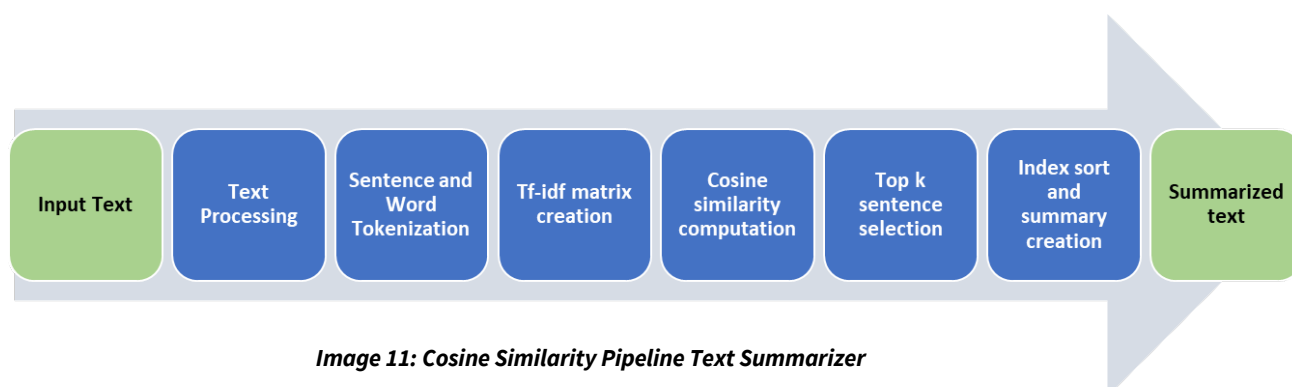 Input Text
Text
Processing
Sentence and
Word
Tokenization
Tf-idf matrix
creation
Cosine
similarity
computation
Top k
sentence
selection
Index sort
and
summary
creation
Summarized
text
Image 11: Cosine Similarity Pipeline Text Summarizer